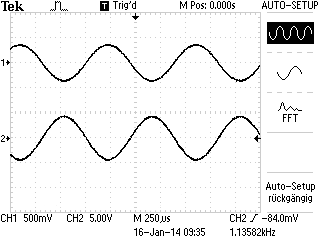 Tek T Trig'd M Pos: 0.000s AUTO-SETUP
1
FFT
2
Auto-Setup
rückgängig
CH1 500mV CH2 5.00V M 250µs CH2 -84.0mV
16-Jan-14 09:35 1.13582kHz